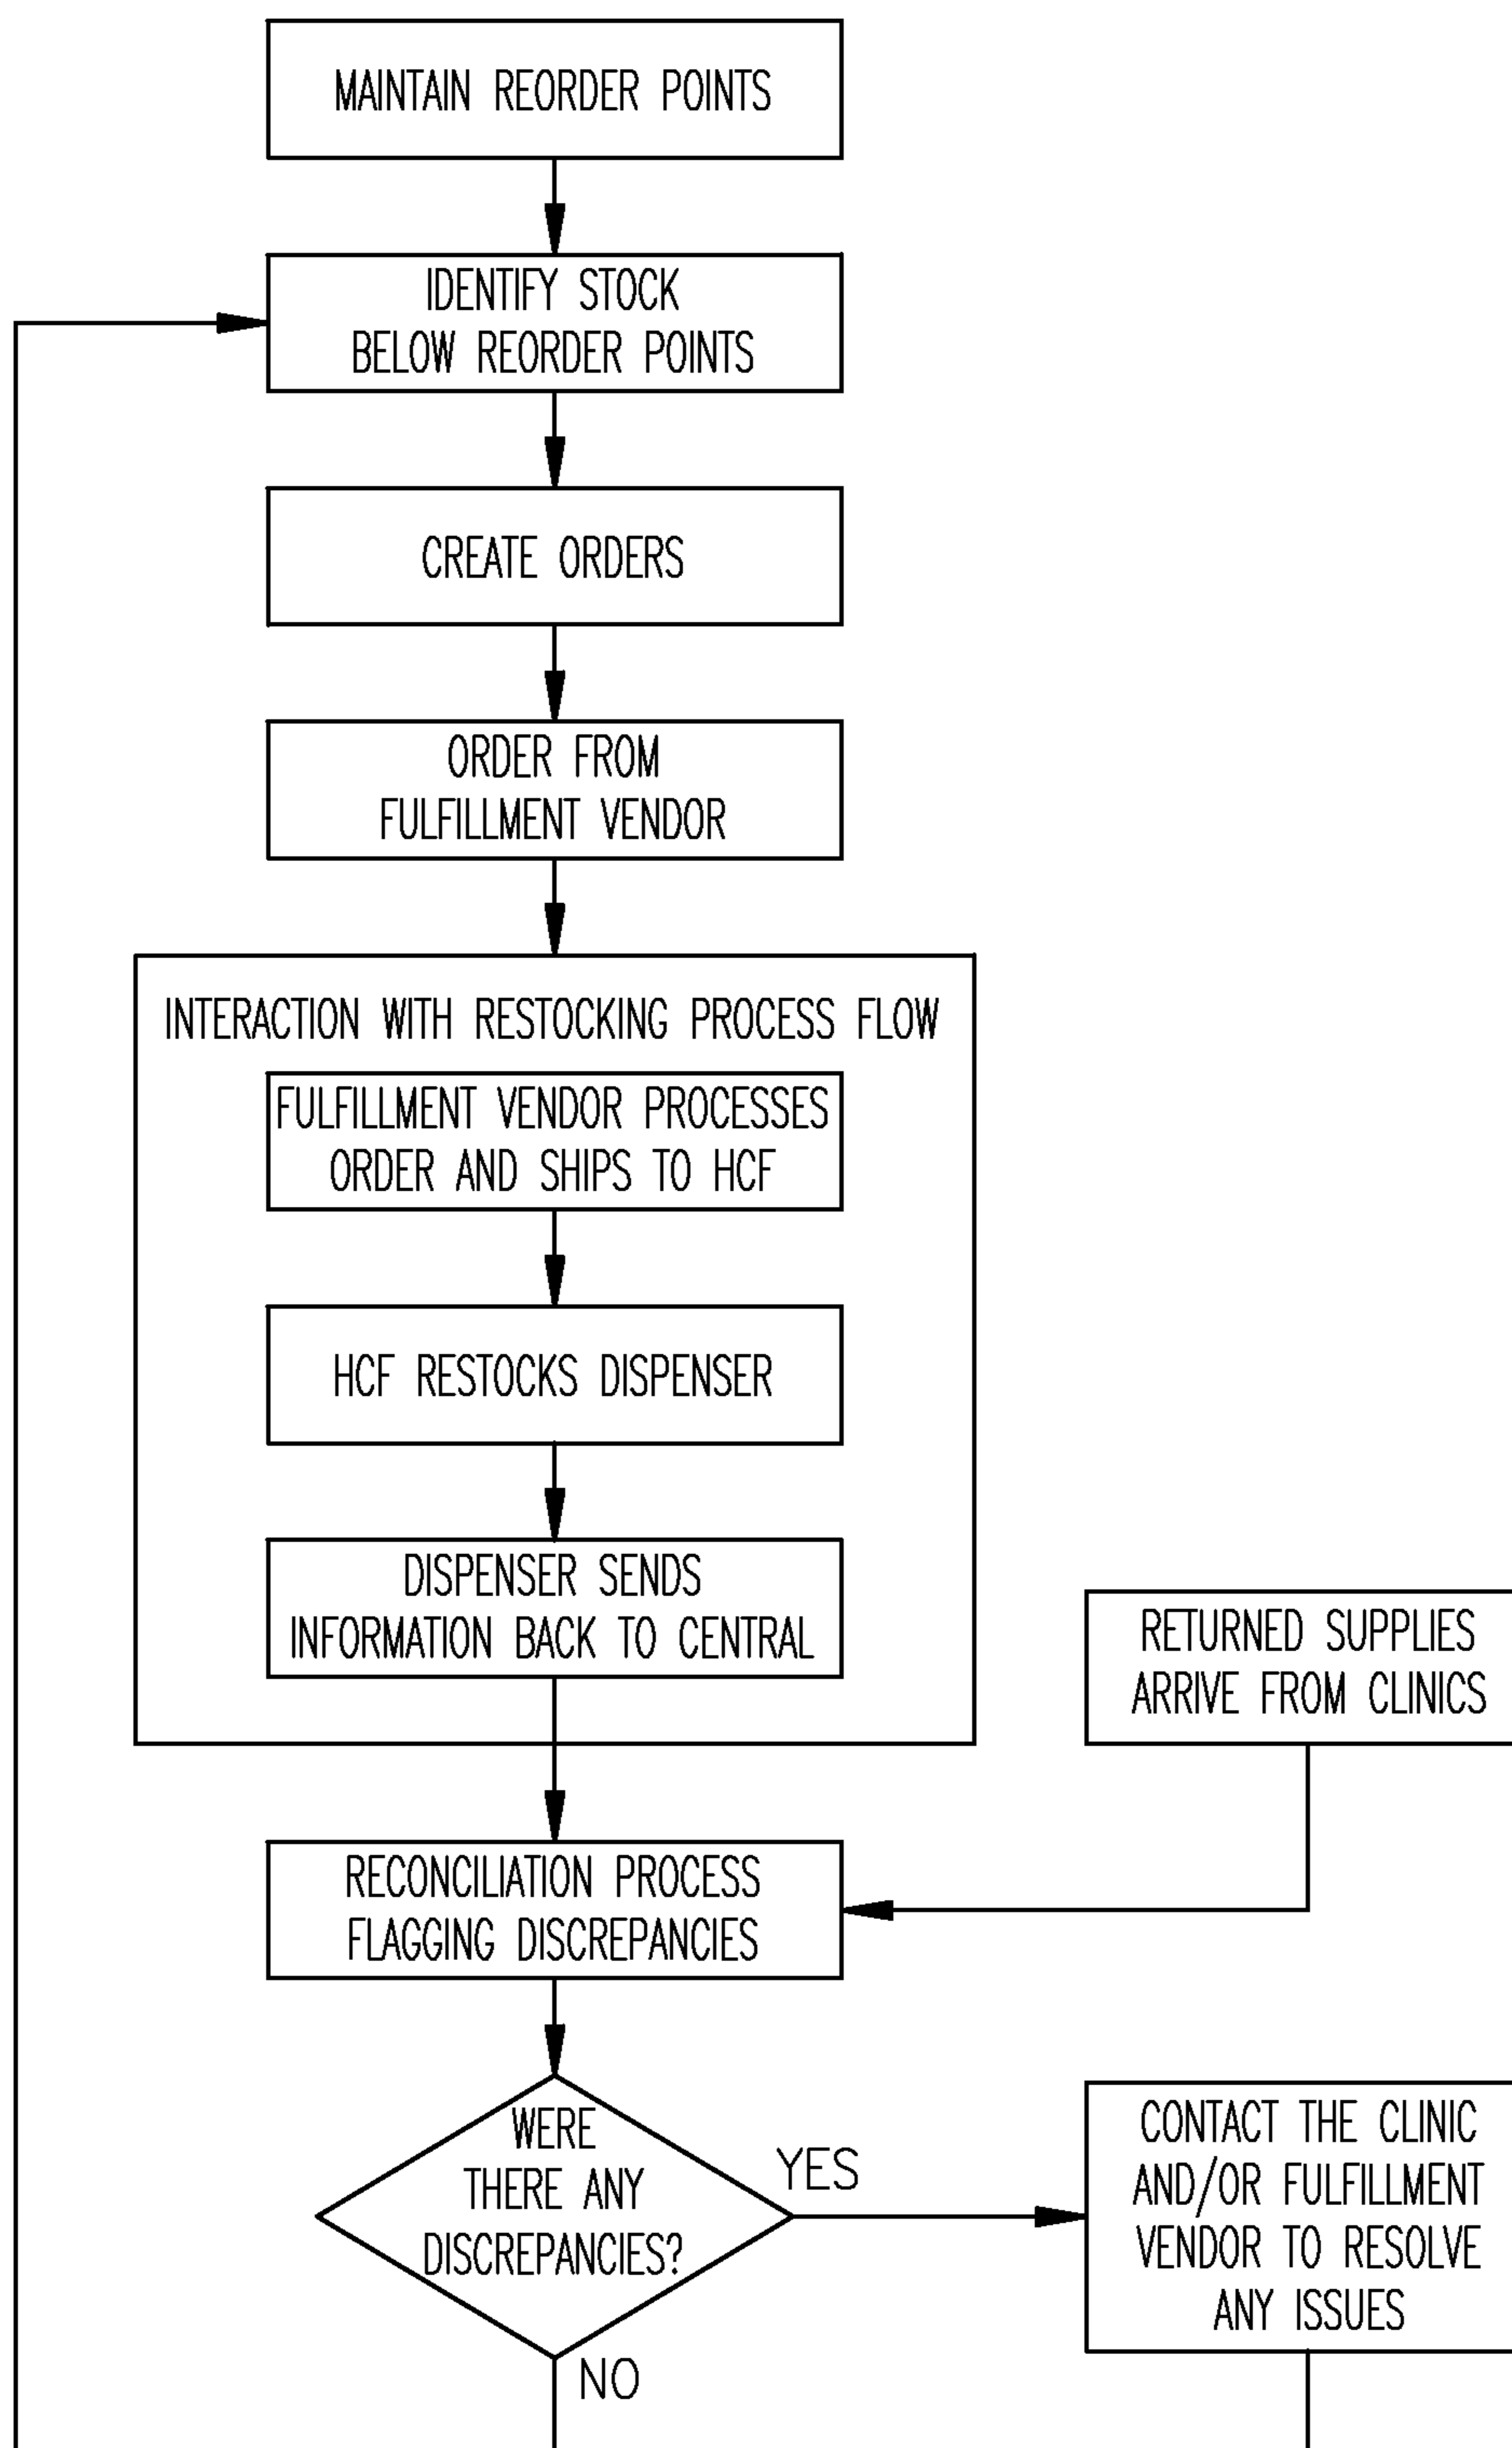 MAINTAIN REORDER POINTS
IDENTIFY STOCK
BELOW REORDER POINTS
CREATE ORDERS
ORDER FROM
FULFILLMENT VENDOR
INTERACTION WITH RESTOCKING PROCESS FLOW
FULFILLMENT VENDOR PROCESSES
ORDER AND SHIPS TO HCF
HCF RESTOCKS DISPENSER
DISPENSER SENDS
INFORMATION BACK TO CENTRAL
RETURNED SUPPLIES
ARRIVE FROM CLINICS
RECONCILIATION PROCESS
FLAGGING DISCREPANCIES
WERE
THERE ANY
DISCREPANCIES?
YES
CONTACT THE CLINIC
AND/OR FULFILLMENT
VENDOR TO RESOLVE
ANY ISSUES
NO